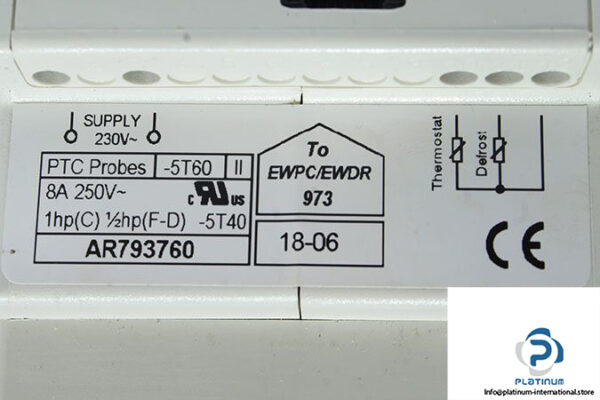 SUPPLY
230V~
PTC Probes -5T60 II
8A 250V~ c RU US
1hp(C) ½hp(F-D) -5T40
AR793760
To
EWPC/EWDR
973
18-06
Thermostat
Defrost
CE
PLATINUM
Info@platinum-international.store